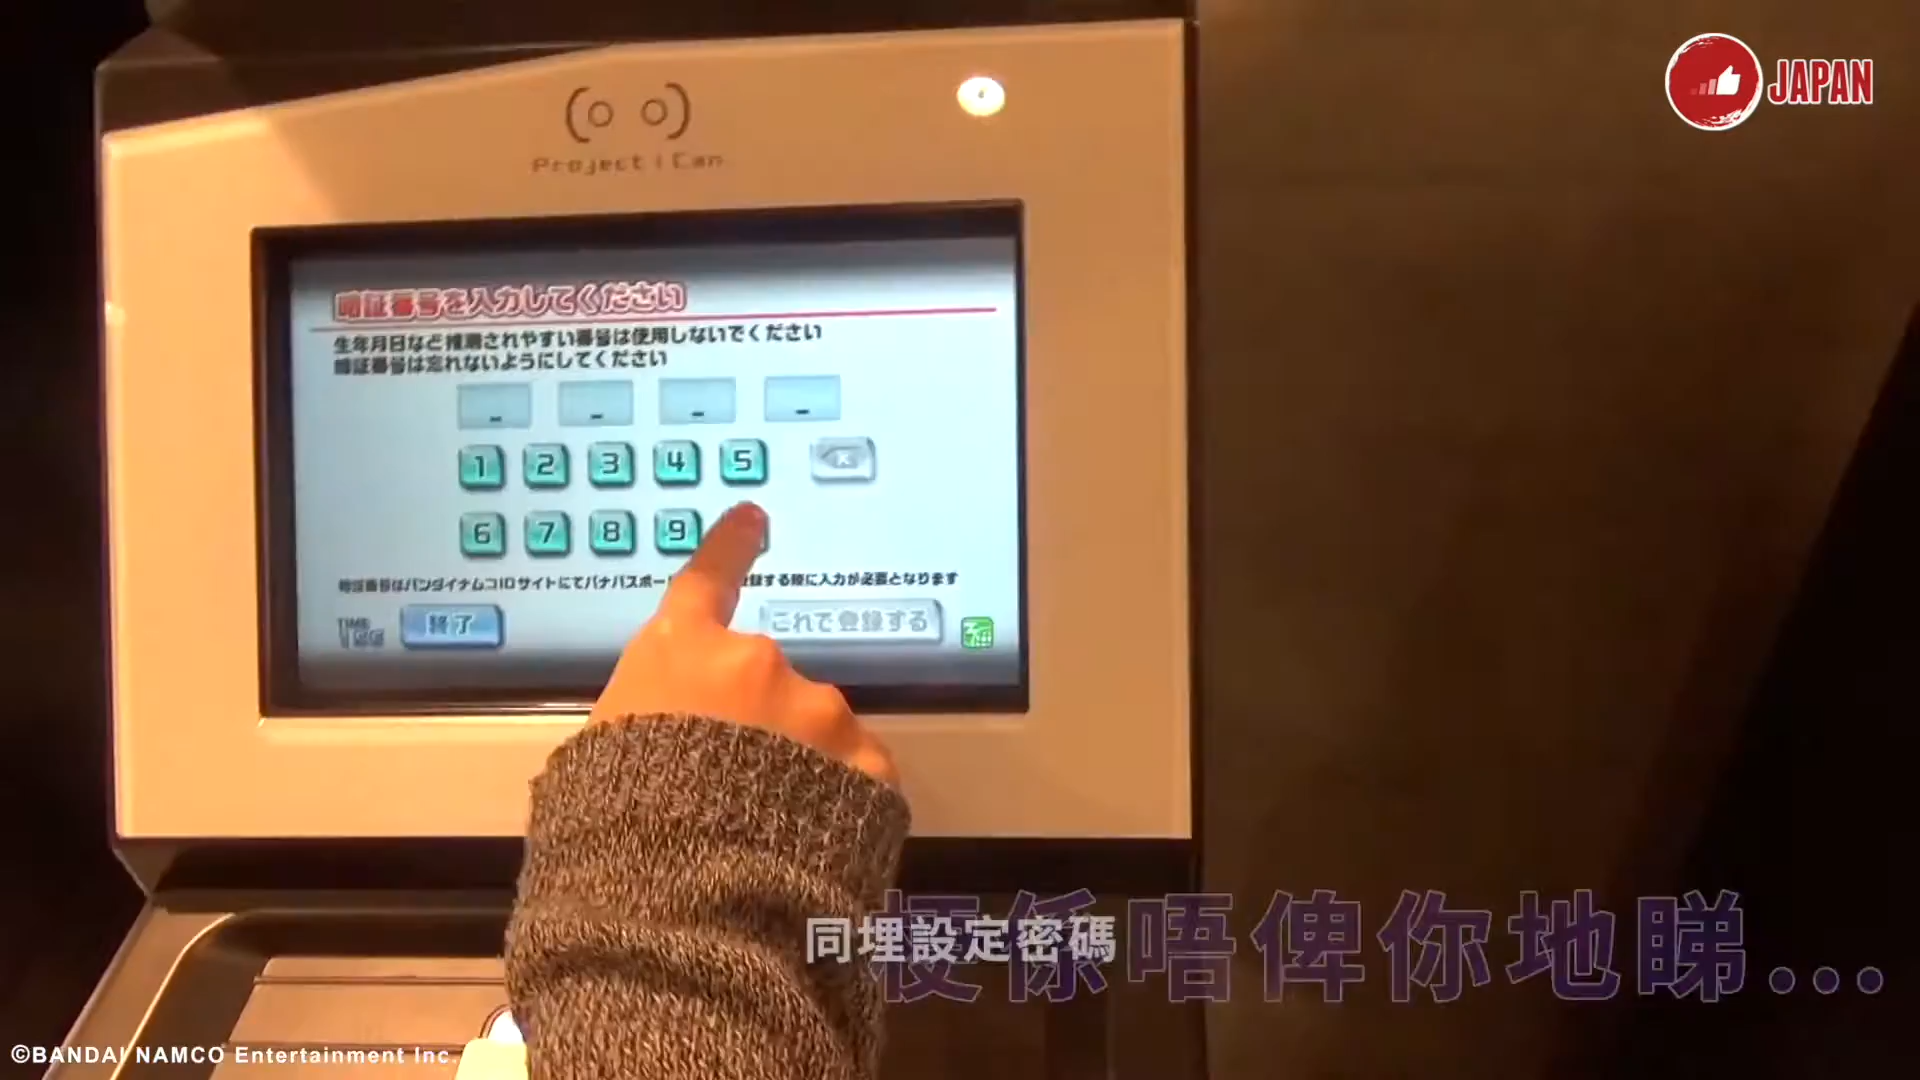 JAPAN
Project i Can
暗証番号を入力してください
生年月日など推測されやすい番号は使用しないでください
暗証番号は忘れないようにしてください
1 2 3 4 5
6 7 8 9
暗証番号はバンダイナムコIDサイトにてバナパスポー 登録する際に入力が必要となります
TIME
終了
これで登録する
同埋設定密碼
梗係唔俾你地睇...
©BANDAI NAMCO Entertainment Inc.